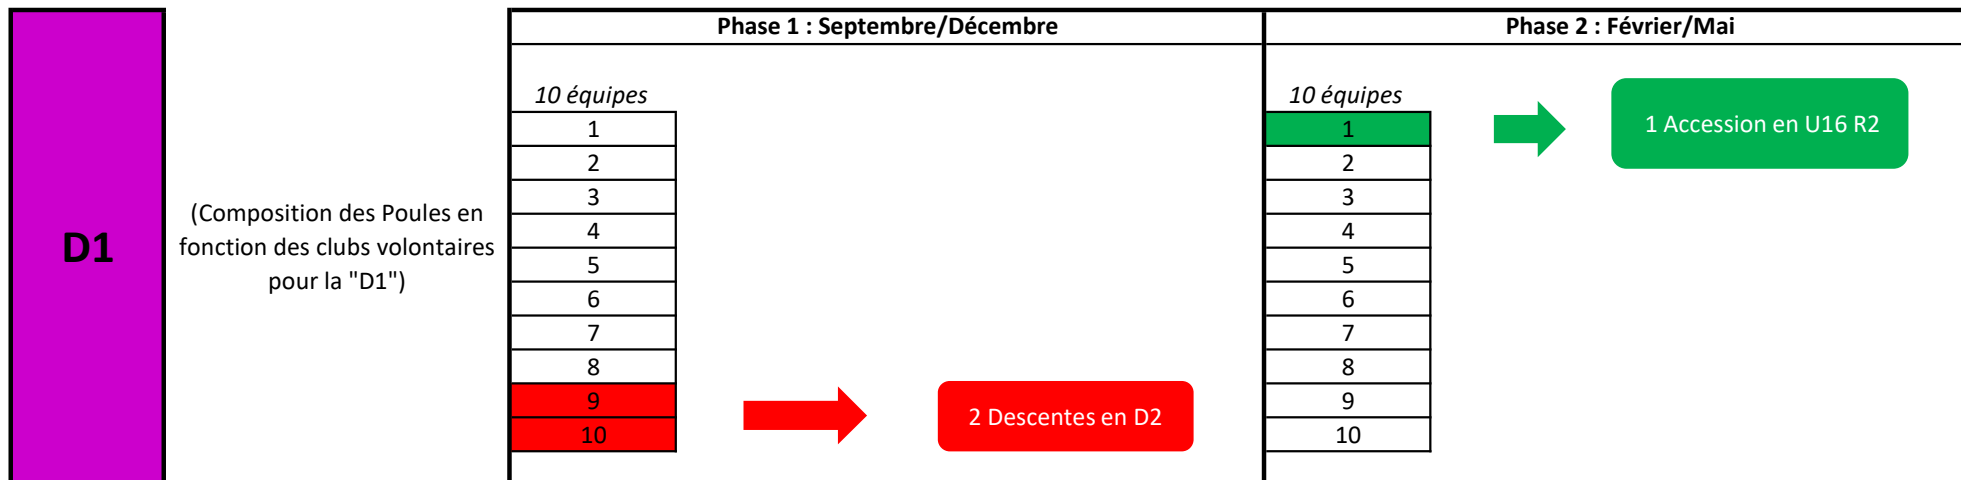 D1
(Composition des Poules en
fonction des clubs volontaires
pour la "D1")
Phase 1 : Septembre/Décembre
10 équipes
1
2
3
4
5
6
7
8
9
10
2 Descentes en D2
Phase 2 : Février/Mai
10 équipes
1
2
3
4
5
6
7
8
9
10
1 Accession en U16 R2